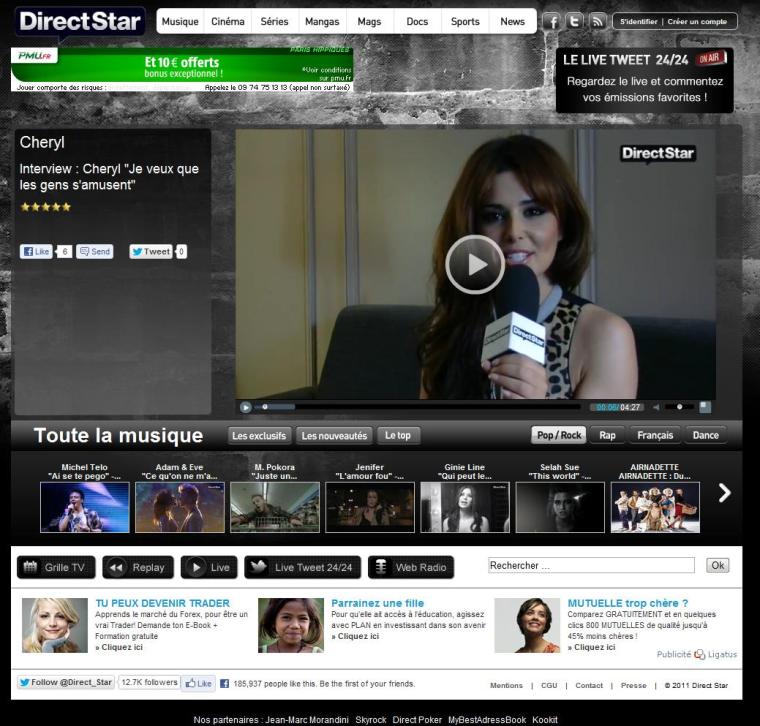 DirectStar
Musique Cinéma Séries Mangas Mags Docs Sports News
S'identifier | Créer un compte
PMU.FR
Et 10 € offerts
bonus exceptionnel !
PARIS HIPPIQUES
*Voir conditions
sur pmu.fr
Jouer comporte des risques : Appelez le 09 74 75 13 13 (appel non surtaxé)
LE LIVE TWEET 24/24 ON AIR
Regardez le live et commentez
vos émissions favorites !
Cheryl
Interview : Cheryl "Je veux que
les gens s'amusent"
Like 6 Send Tweet 0
DirectStar
DirectStar
DirectStar
00:06/ 04:27
Toute la musique Les exclusifs Les nouveautés Le top Pop / Rock Rap Français Dance
Michel Telo
"Ai se te pego" -...
Adam & Eve
"Ce qu'on ne m'a...
M. Pokora
"Juste un...
Jenifer
"L'amour fou" -...
Ginie Line
"Qui peut le...
Selah Sue
"This world" -...
AIRNADETTE
AIRNADETTE : Du...
Grille TV Replay Live Live Tweet 24/24 Web Radio
Rechercher ... Ok
TU PEUX DEVENIR TRADER
Apprends le marché du Forex, pour être un
vrai Trader! Demande ton E-Book +
Formation gratuite
» Cliquez ici
Parrainez une fille
Pour qu'elle ait accès à l'éducation, agissez
avec PLAN en investissant dans son avenir
» Cliquez ici
MUTUELLE trop chère ?
Comparez GRATUITEMENT et en quelques
clics 800 MUTUELLES de qualité jusqu'à
45% moins chères !
» Cliquez ici
Publicité Ligatus
Follow @Direct_Star 12.7K followers Like 185,937 people like this. Be the first of your friends.
Mentions | CGU | Contact | Presse | © 2011 Direct Star
Nos partenaires : Jean-Marc Morandini Skyrock Direct Poker MyBestAdressBook Kookit